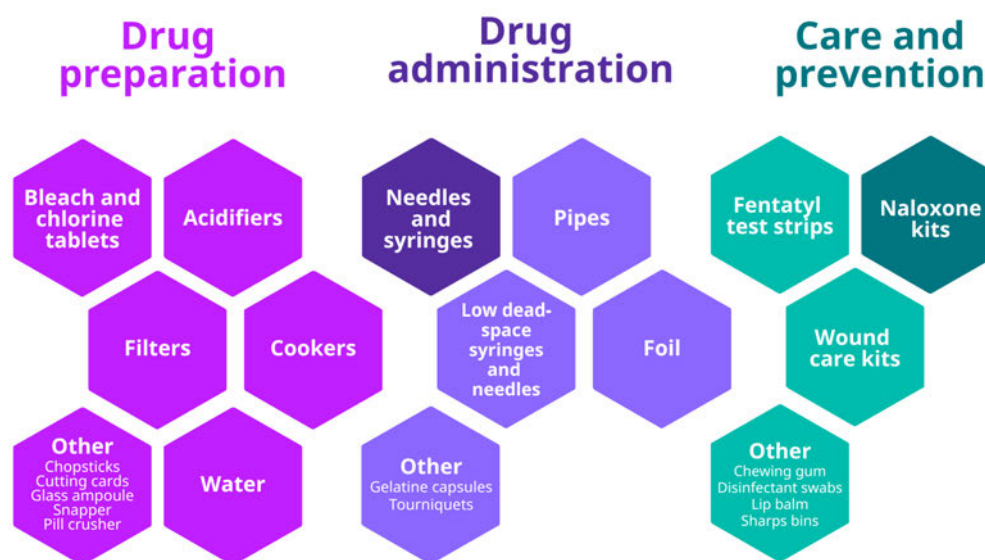 Drug
preparation
Drug
administration
Care and
prevention
Bleach and
chlorine
tablets
Acidifiers
Filters
Cookers
Other
Chopsticks
Cutting cards
Glass ampoule
Snapper
Pill crusher
Water
Needles
and
syringes
Pipes
Low dead-
space
syringes
and
needles
Foil
Other
Gelatine capsules
Tourniquets
Fentatyl
test strips
Naloxone
kits
Wound
care kits
Other
Chewing gum
Disinfectant swabs
Lip balm
Sharps bins